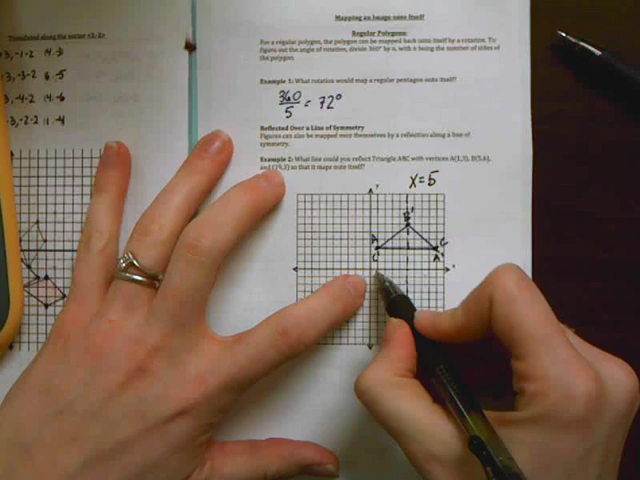 Translated along the vector <3,-2>
3,-1-2 (4,-3)
3,-3-2 6,-5
3,-4-2
-3,-2-2
Mapping an Image onto Itself
Regular Polygons:
For a regular polygon, the polygon can be mapped back onto itself by a rotation. To
figure out the angle of rotation, divide 360° by n, with n being the number of sides of
the polygon.
Example 1: What rotation would map a regular pentagon onto itself?
360/5 = 72°
Reflected Over a Line of Symmetry
Figures can also be mapped onto themselves by a reflection along a line of
symmetry.
Example 2: What line could you reflect Triangle ABC with vertices A(1,3), B(5,6),
and C(9,3) so that it maps onto itself?
X=5
Y
B
A C
C A'